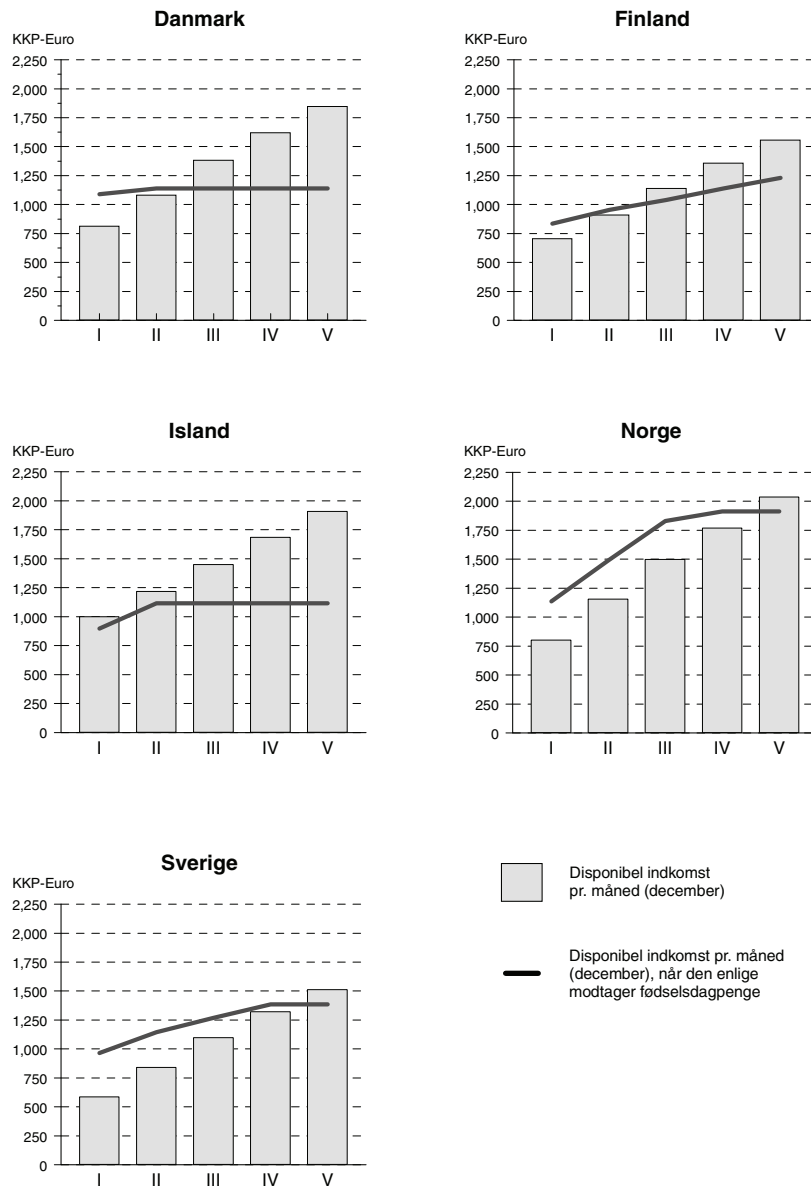 Danmark
KKP-Euro
2,250
2,000
1,750
1,500
1,250
1,000
750
500
250
0
I II III IV V
Finland
KKP-Euro
2,250
2,000
1,750
1,500
1,250
1,000
750
500
250
0
I II III IV V
Island
KKP-Euro
2,250
2,000
1,750
1,500
1,250
1,000
750
500
250
0
I II III IV V
Norge
KKP-Euro
2,250
2,000
1,750
1,500
1,250
1,000
750
500
250
0
I II III IV V
Sverige
KKP-Euro
2,250
2,000
1,750
1,500
1,250
1,000
750
500
250
0
I II III IV V
Disponibel indkomst
pr. måned (december)
Disponibel indkomst pr. måned
(december), når den enlige
modtager fødselsdagpenge